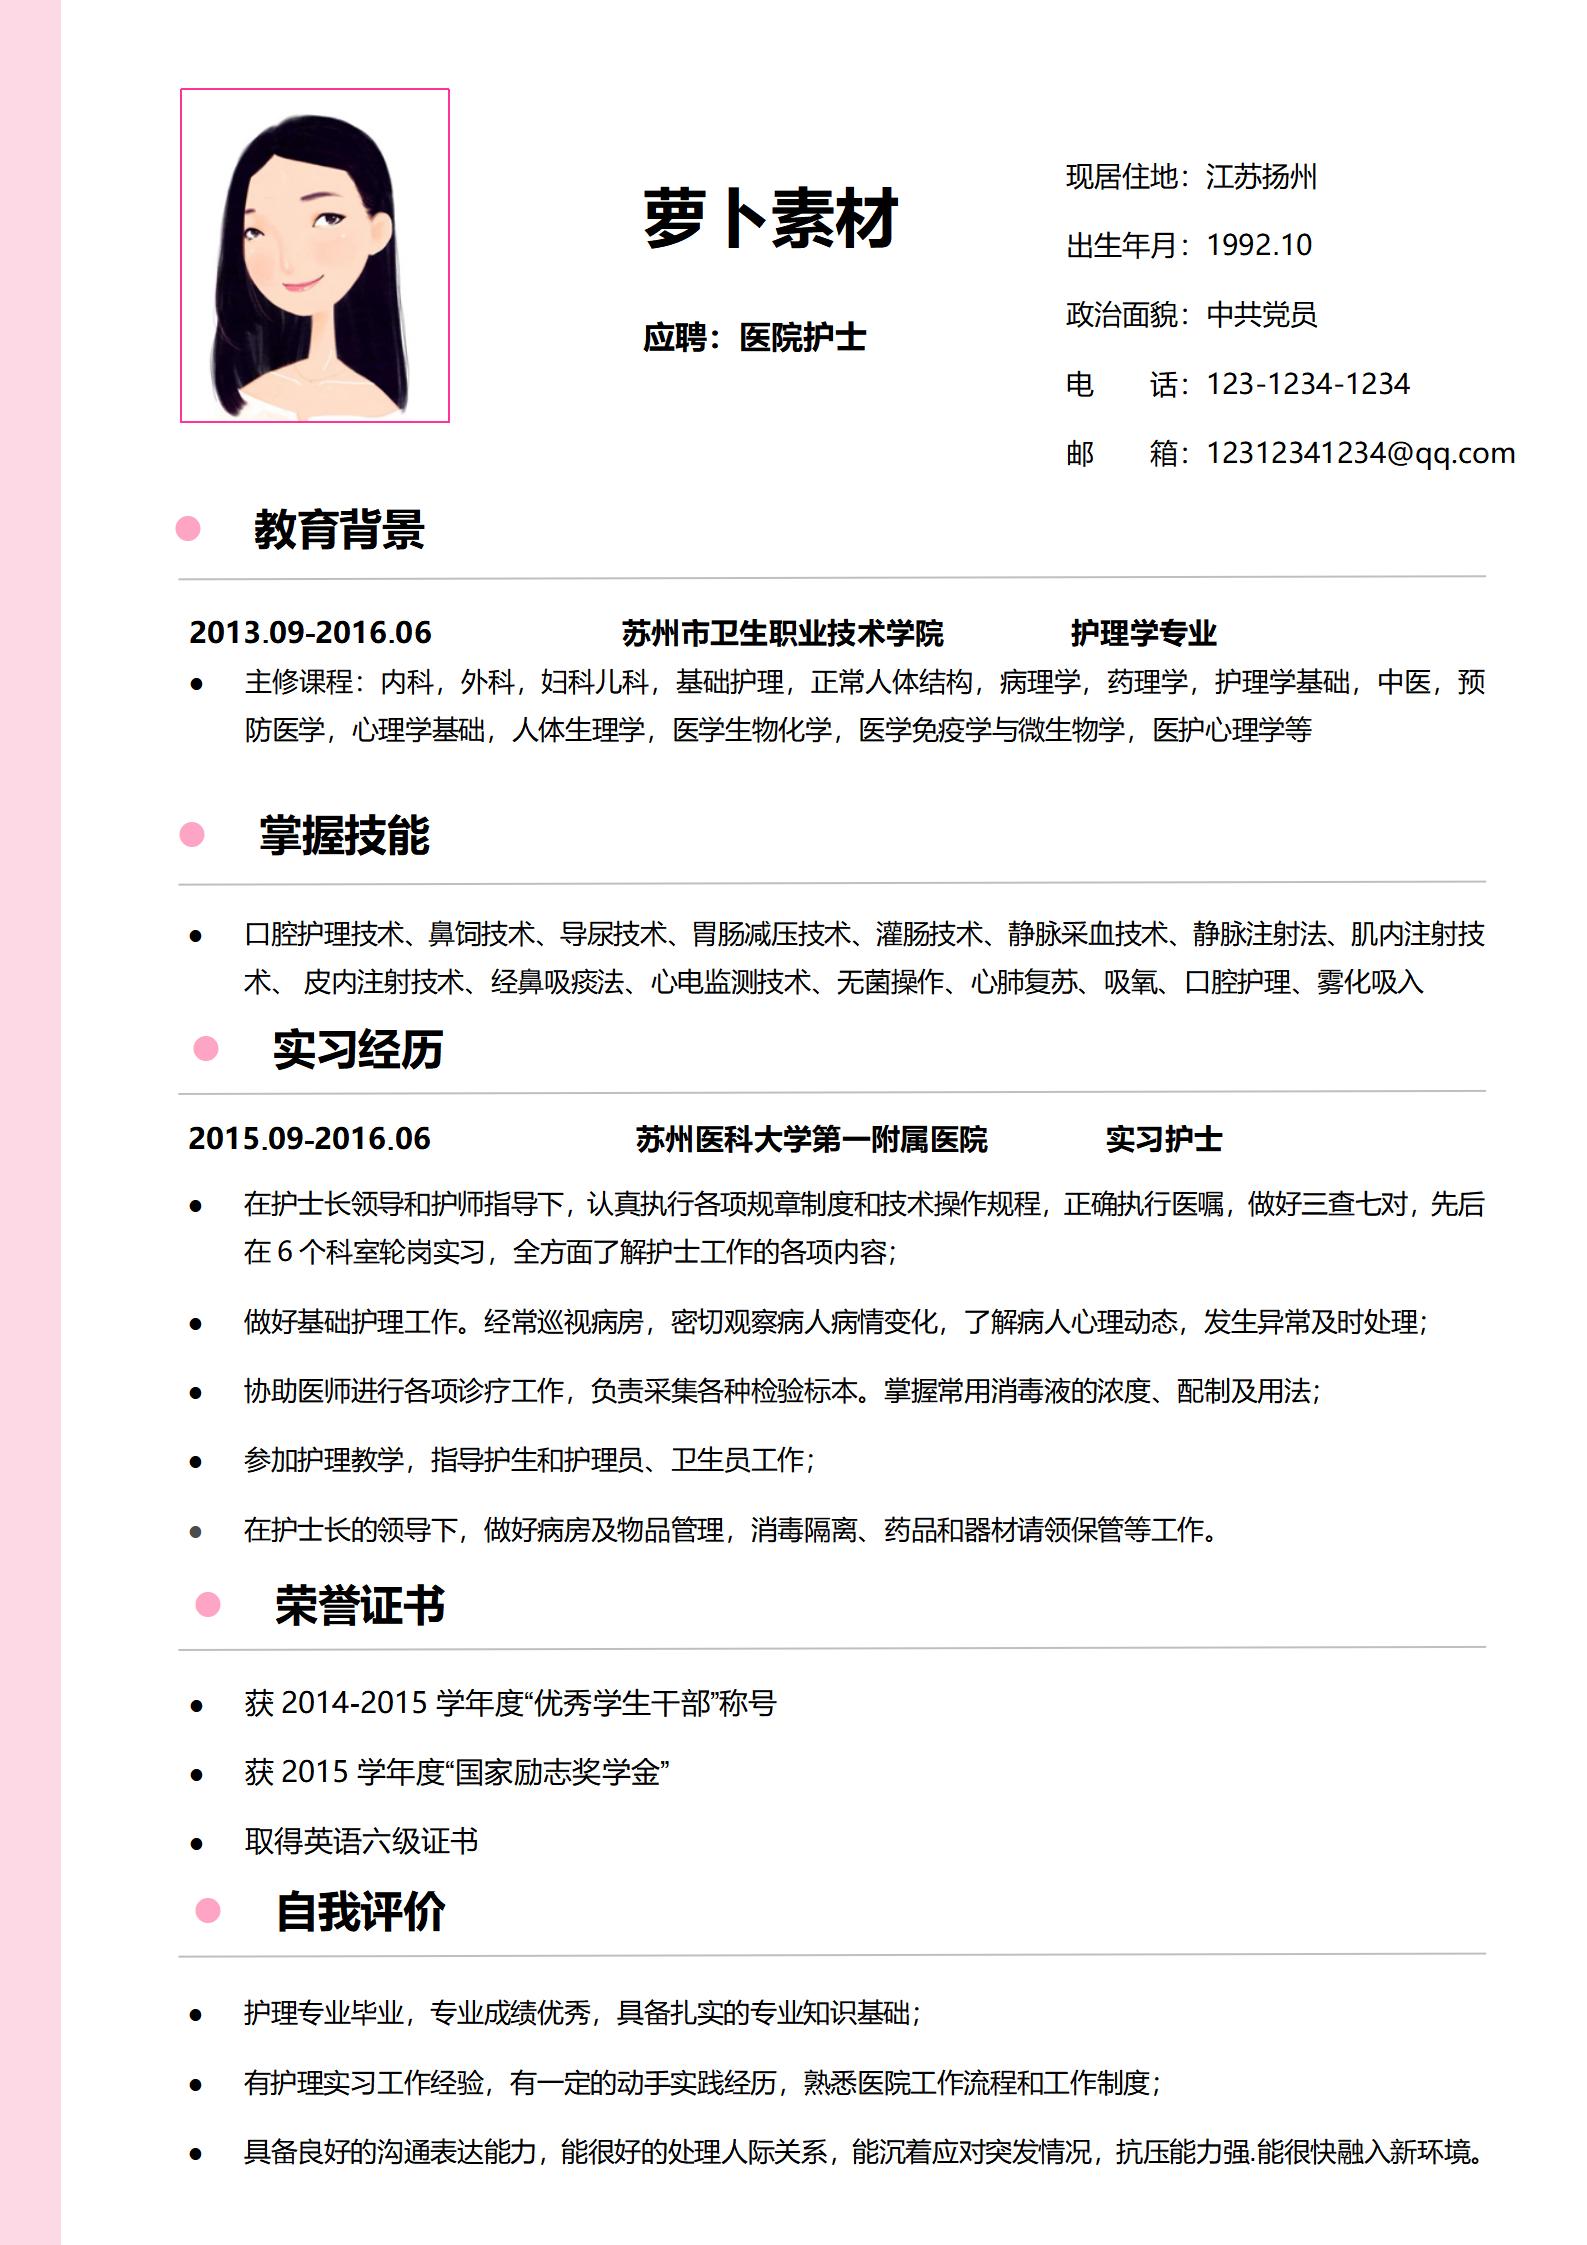 萝卜素材
应聘：医院护士
现居住地：江苏扬州
出生年月：1992.10
政治面貌：中共党员
电　　话：123-1234-1234
邮　　箱：12312341234@qq.com
教育背景
2013.09-2016.06　苏州市卫生职业技术学院　护理学专业
● 主修课程：内科，外科，妇科儿科，基础护理，正常人体结构，病理学，药理学，护理学基础，中医，预
防医学，心理学基础，人体生理学，医学生物化学，医学免疫学与微生物学，医护心理学等
掌握技能
● 口腔护理技术、鼻饲技术、导尿技术、胃肠减压技术、灌肠技术、静脉采血技术、静脉注射法、肌内注射技
术、 皮内注射技术、经鼻吸痰法、心电监测技术、无菌操作、心肺复苏、吸氧、口腔护理、雾化吸入
实习经历
2015.09-2016.06　苏州医科大学第一附属医院　实习护士
● 在护士长领导和护师指导下，认真执行各项规章制度和技术操作规程，正确执行医嘱，做好三查七对，先后
在 6 个科室轮岗实习，全方面了解护士工作的各项内容；
● 做好基础护理工作。经常巡视病房，密切观察病人病情变化，了解病人心理动态，发生异常及时处理；
● 协助医师进行各项诊疗工作，负责采集各种检验标本。掌握常用消毒液的浓度、配制及用法；
● 参加护理教学，指导护生和护理员、卫生员工作；
● 在护士长的领导下，做好病房及物品管理，消毒隔离、药品和器材请领保管等工作。
荣誉证书
● 获 2014-2015 学年度“优秀学生干部”称号
● 获 2015 学年度“国家励志奖学金”
● 取得英语六级证书
自我评价
● 护理专业毕业，专业成绩优秀，具备扎实的专业知识基础；
● 有护理实习工作经验，有一定的动手实践经历，熟悉医院工作流程和工作制度；
● 具备良好的沟通表达能力，能很好的处理人际关系，能沉着应对突发情况，抗压能力强.能很快融入新环境。